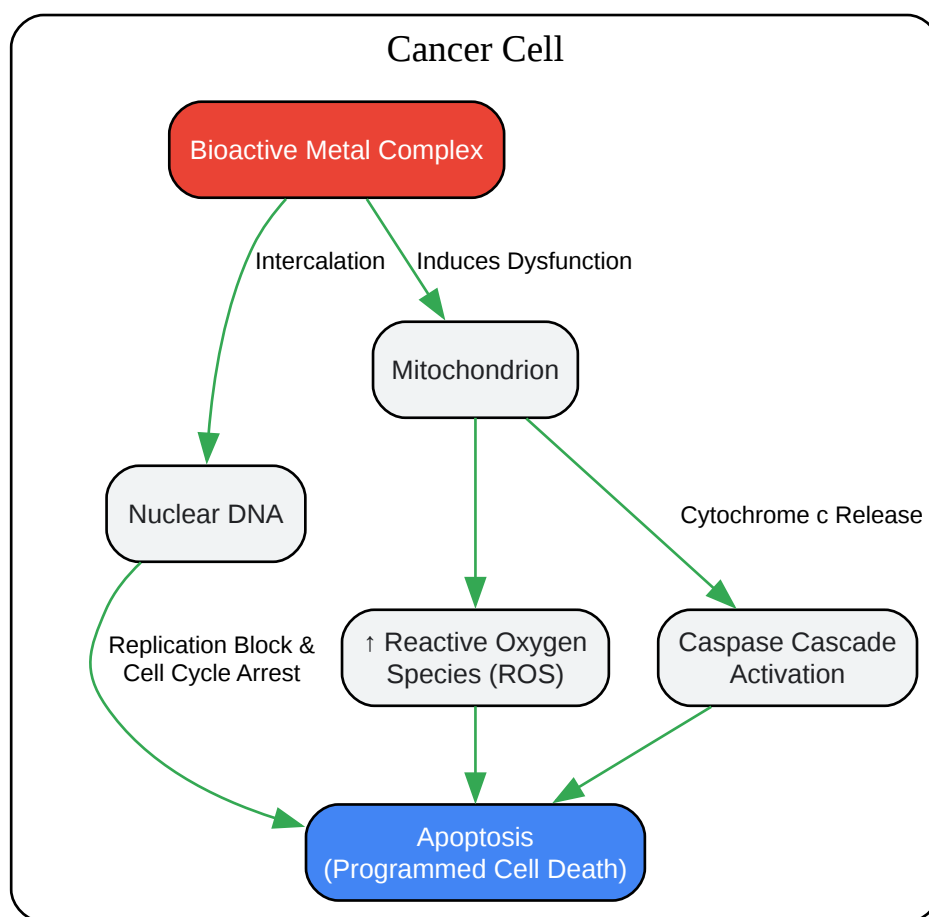 Cancer Cell
Bioactive Metal Complex
Intercalation
Induces Dysfunction
Mitochondrion
Nuclear DNA
Cytochrome c Release
Replication Block &
Cell Cycle Arrest
↑ Reactive Oxygen
Species (ROS)
Caspase Cascade
Activation
Apoptosis
(Programmed Cell Death)